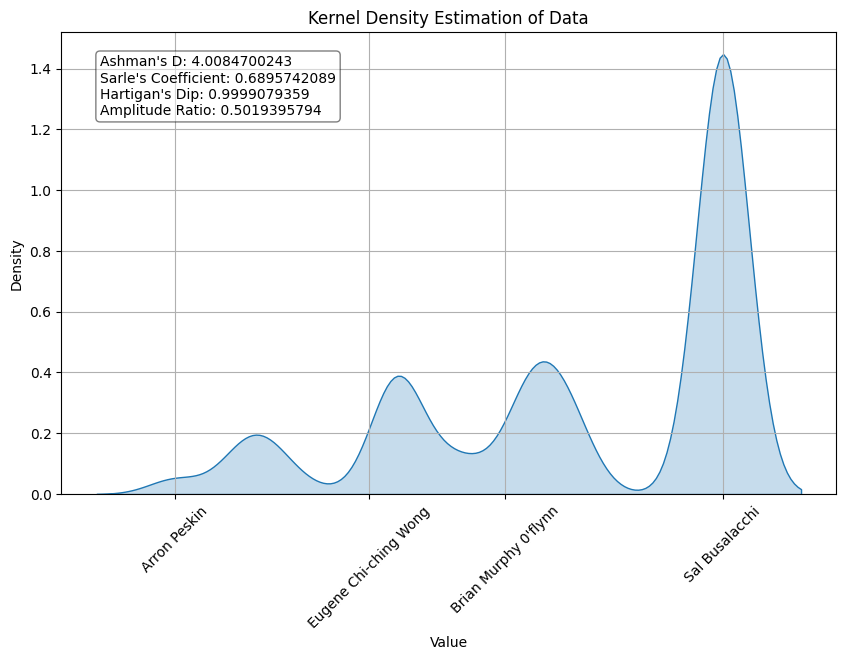 Kernel Density Estimation of Data
Ashman's D: 4.0084700243
Sarle's Coefficient: 0.6895742089
Hartigan's Dip: 0.9999079359
Amplitude Ratio: 0.5019395794
Density
1.4
1.2
1.0
0.8
0.6
0.4
0.2
0.0
Arron Peskin
Eugene Chi-ching Wong
Brian Murphy 0'flynn
Sal Busalacchi
Value